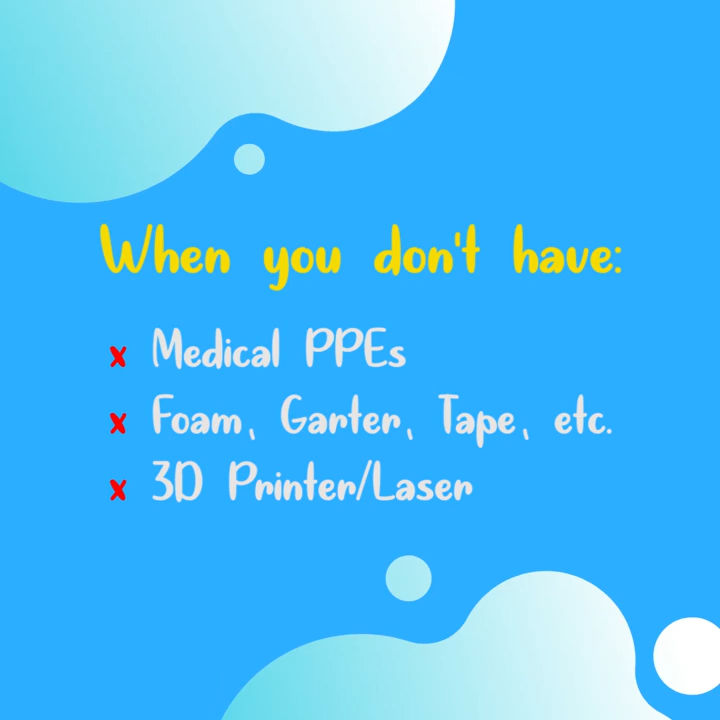 When you don't have:
x Medical PPEs
x Foam, Garter, Tape, etc.
x 3D Printer/Laser